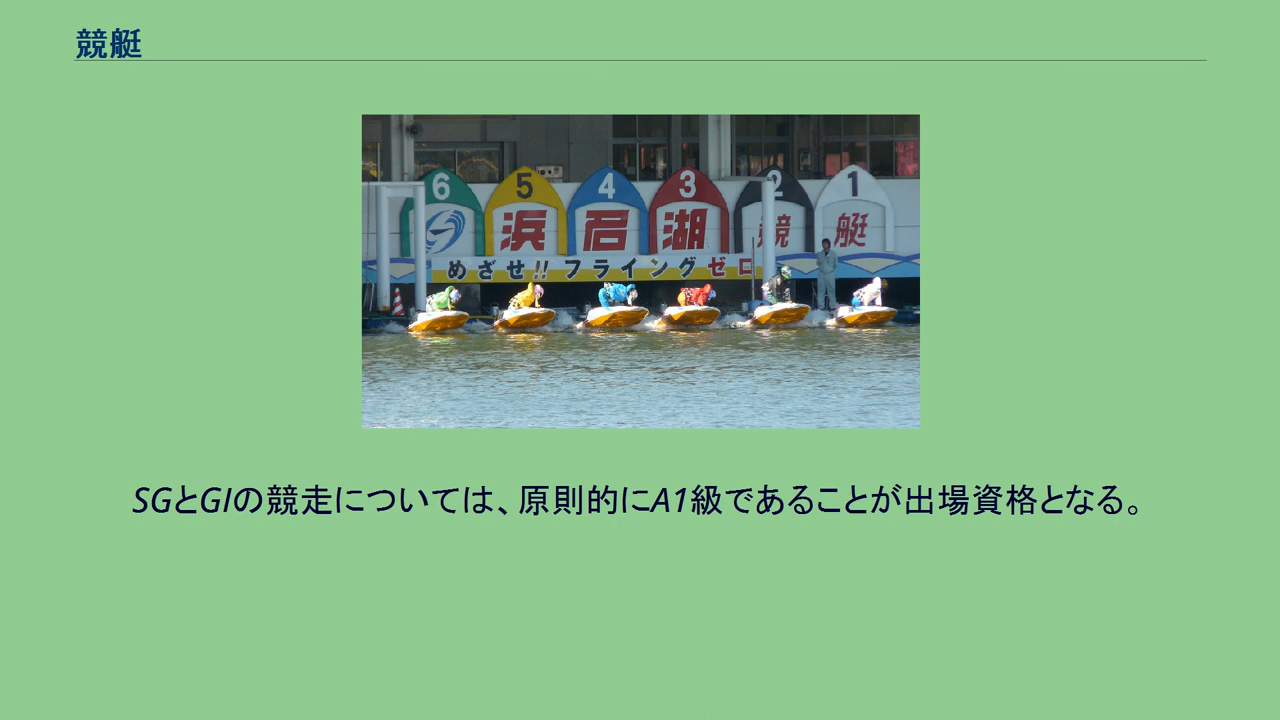 競艇
6 5 4 3 2 1
浜名湖競艇
めざせ!!フライングゼロ
SGとGIの競走については、原則的にA1級であることが出場資格となる。